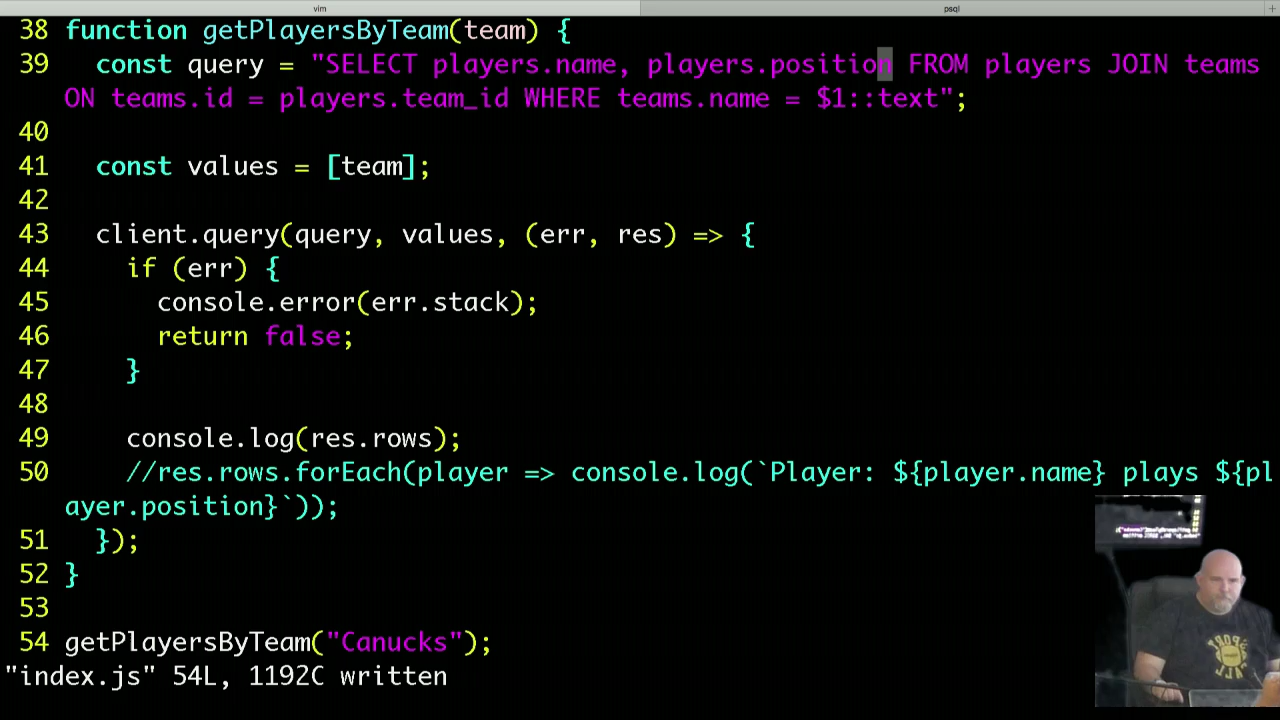 vim
psql
+
38 function getPlayersByTeam(team) {
39   const query = "SELECT players.name, players.position FROM players JOIN teams
ON teams.id = players.team_id WHERE teams.name = $1::text";
40
41   const values = [team];
42
43   client.query(query, values, (err, res) => {
44     if (err) {
45       console.error(err.stack);
46       return false;
47     }
48
49     console.log(res.rows);
50     //res.rows.forEach(player => console.log(`Player: ${player.name} plays ${pl
ayer.position}`));
51   });
52 }
53
54 getPlayersByTeam("Canucks");
"index.js" 54L, 1192C written